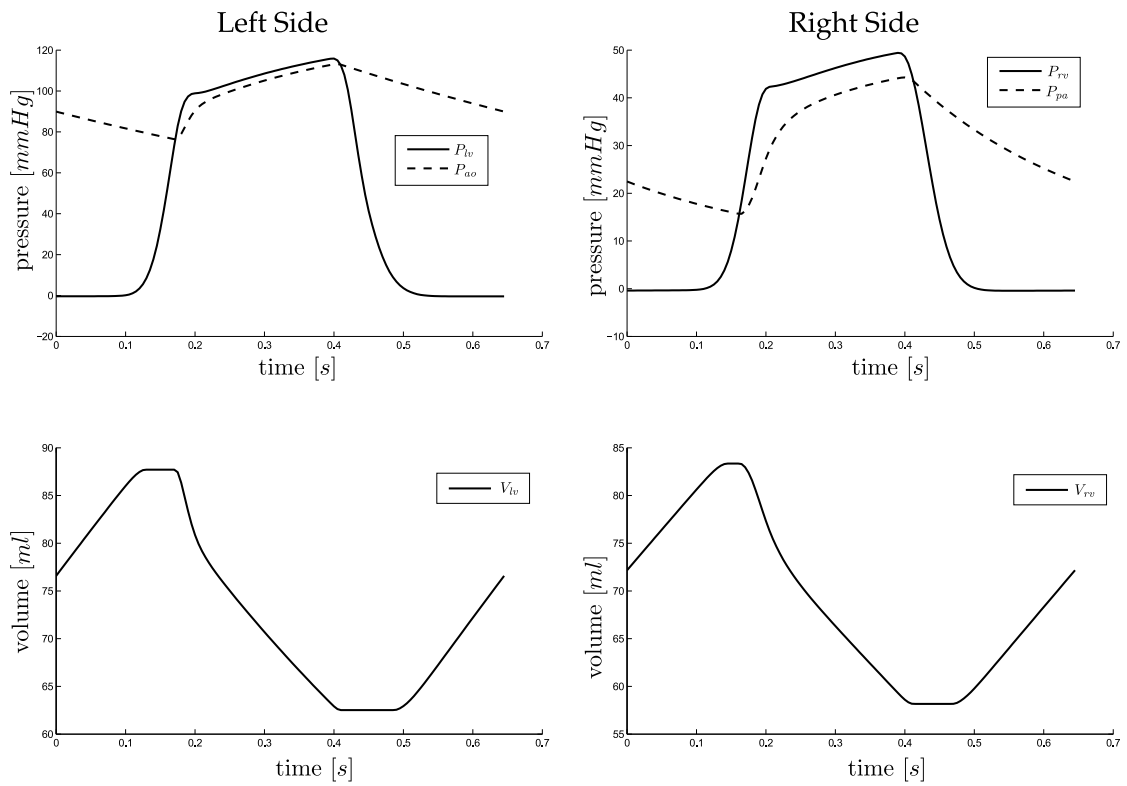 Left Side
Right Side
120
100
80
60
40
20
0
−20
pressure [mmHg]
P_lv
P_ao
0 0.1 0.2 0.3 0.4 0.5 0.6 0.7
time [s]
50
40
30
20
10
0
−10
pressure [mmHg]
P_rv
P_pa
0 0.1 0.2 0.3 0.4 0.5 0.6 0.7
time [s]
90
85
80
75
70
65
60
volume [ml]
V_lv
0 0.1 0.2 0.3 0.4 0.5 0.6 0.7
time [s]
85
80
75
70
65
60
55
volume [ml]
V_rv
0 0.1 0.2 0.3 0.4 0.5 0.6 0.7
time [s]